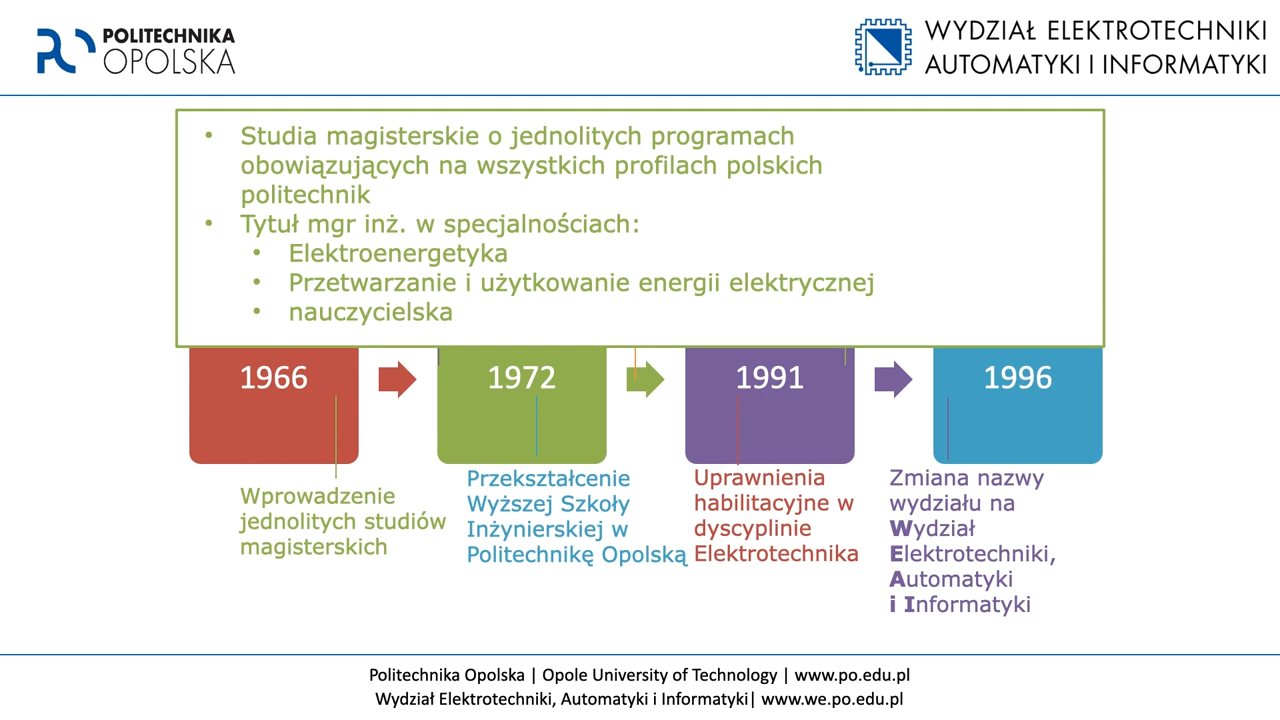 POLITECHNIKA
OPOLSKA
WYDZIAŁ ELEKTROTECHNIKI
AUTOMATYKI I INFORMATYKI
• Studia magisterskie o jednolitych programach
obowiązujących na wszystkich profilach polskich
politechnik
• Tytuł mgr inż. w specjalnościach:
• Elektroenergetyka
• Przetwarzanie i użytkowanie energii elektrycznej
• nauczycielska
1966
1972
1991
1996
Wprowadzenie
jednolitych studiów
magisterskich
Przekształcenie
Wyższej Szkoły
Inżynierskiej w
Politechnikę Opolską
Uprawnienia
habilitacyjne w
dyscyplinie
Elektrotechnika
Zmiana nazwy
wydziału na
Wydział
Elektrotechniki,
Automatyki
i Informatyki
Politechnika Opolska | Opole University of Technology | www.po.edu.pl
Wydział Elektrotechniki, Automatyki i Informatyki| www.we.po.edu.pl